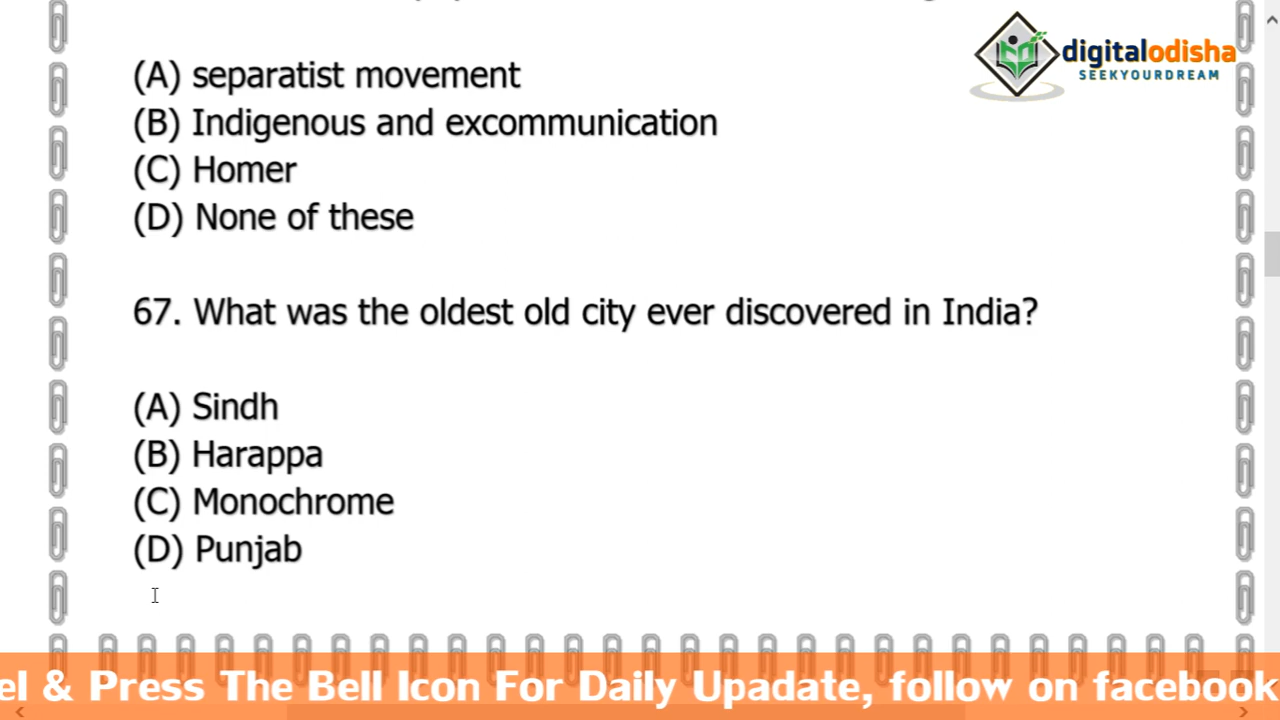 digitalodisha
SEEKYOURDREAM
(A) separatist movement
(B) Indigenous and excommunication
(C) Homer
(D) None of these
67. What was the oldest old city ever discovered in India?
(A) Sindh
(B) Harappa
(C) Monochrome
(D) Punjab
el & Press The Bell Icon For Daily Upadate, follow on facebook